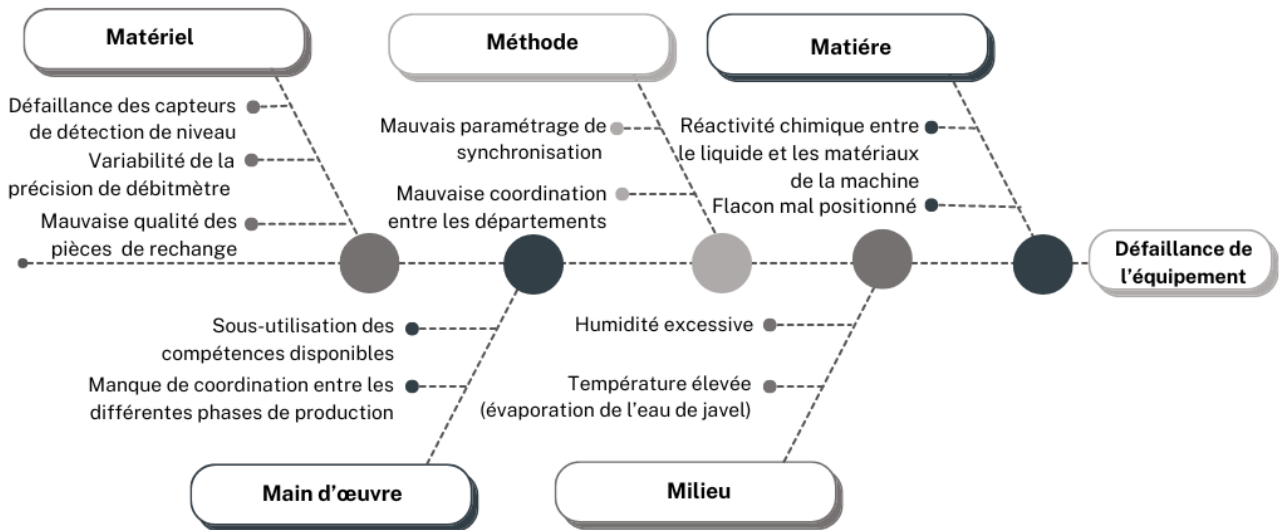 Matériel
Défaillance des capteurs
de détection de niveau
Variabilité de la
précision de débitmètre
Mauvaise qualité des
pièces de rechange
Méthode
Mauvais paramétrage de
synchronisation
Mauvaise coordination
entre les départements
Matiére
Réactivité chimique entre
le liquide et les matériaux
de la machine
Flacon mal positionné
Défaillance de
l'équipement
Sous-utilisation des
compétences disponibles
Manque de coordination entre les
différentes phases de production
Main d'œuvre
Humidité excessive
Température élevée
(évaporation de l'eau de javel)
Milieu